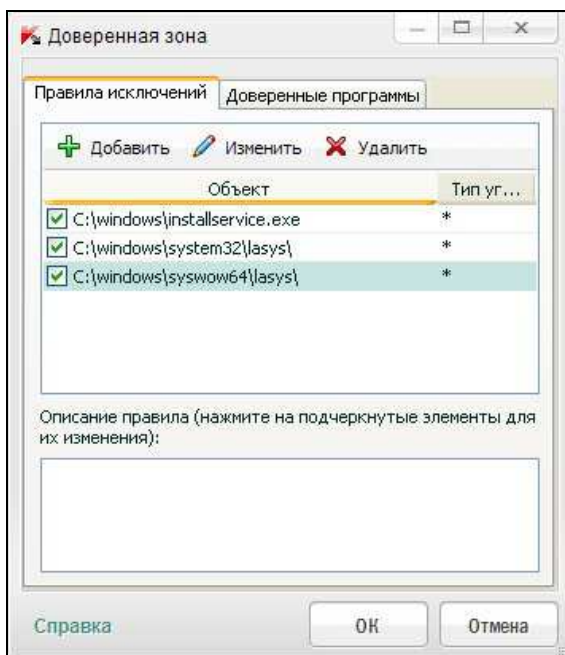 Доверенная зона
Правила исключений Доверенные программы
Добавить Изменить Удалить
Объект Тип уг...
C:\windows\installservice.exe *
C:\windows\system32\lasys\ *
C:\windows\syswow64\lasys\ *
Описание правила (нажмите на подчеркнутые элементы для
их изменения):
Справка ОК Отмена